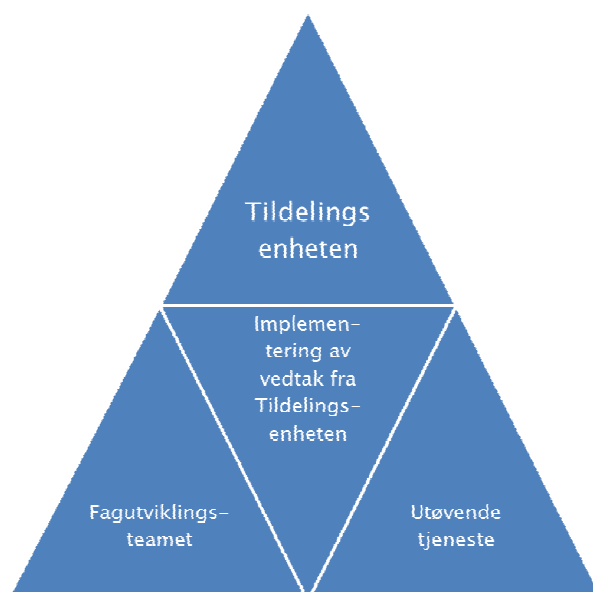 Tildelings
enheten
Implemen-
tering av
vedtak fra
Tildelings-
enheten
Fagutviklings-
teamet
Utøvende
tjeneste